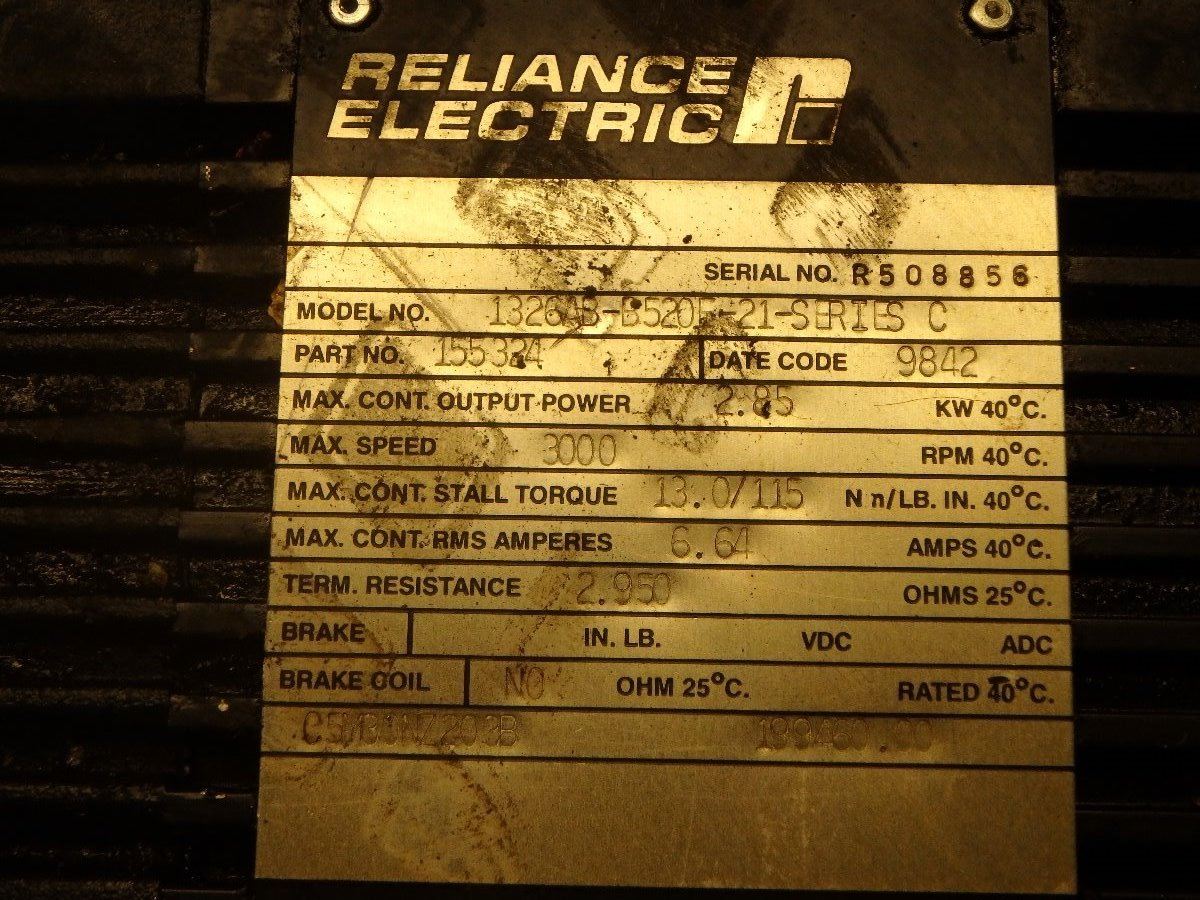 RELIANCE
ELECTRIC
SERIAL NO. R508856
MODEL NO. 1326AB-B520E-21-SERIES C
PART NO. 155324 DATE CODE 9842
MAX. CONT. OUTPUT POWER 2.85 KW 40°C.
MAX. SPEED 3000 RPM 40°C.
MAX. CONT. STALL TORQUE 13.0/115 N n/LB. IN. 40°C.
MAX. CONT. RMS AMPERES 6.64 AMPS 40°C.
TERM. RESISTANCE 2.950 OHMS 25°C.
BRAKE IN. LB. VDC ADC
BRAKE COIL NO OHM 25°C. RATED 40°C.